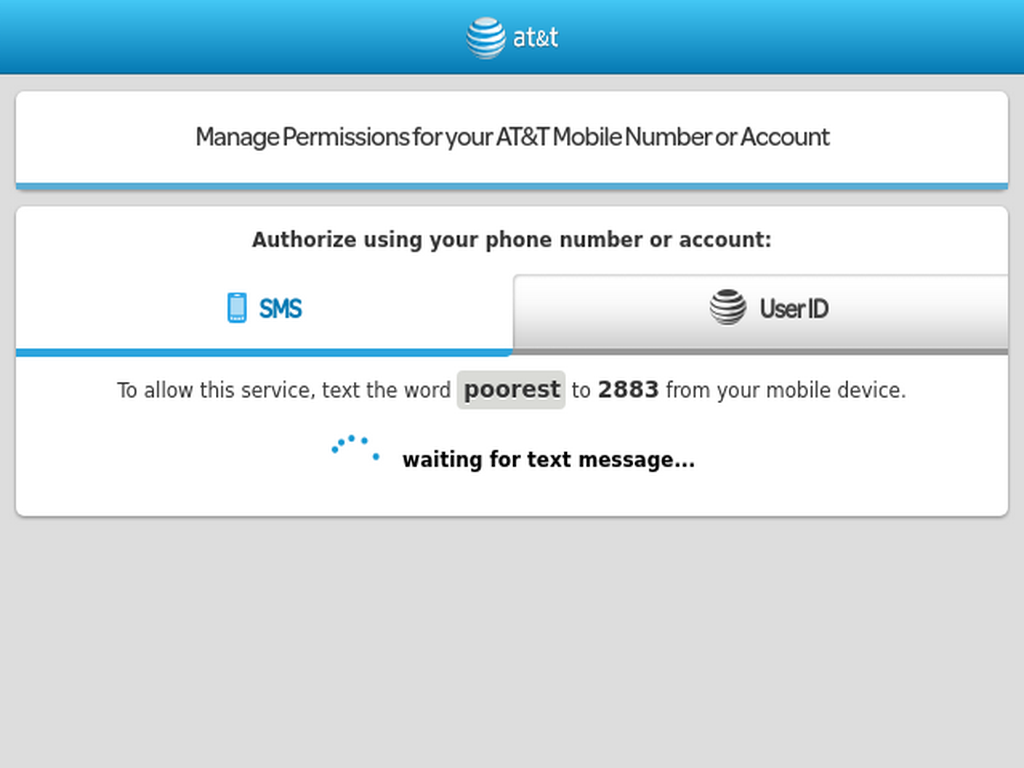 at&t
Manage Permissions for your AT&T Mobile Number or Account
Authorize using your phone number or account:
SMS
User ID
To allow this service, text the word poorest to 2883 from your mobile device.
waiting for text message...